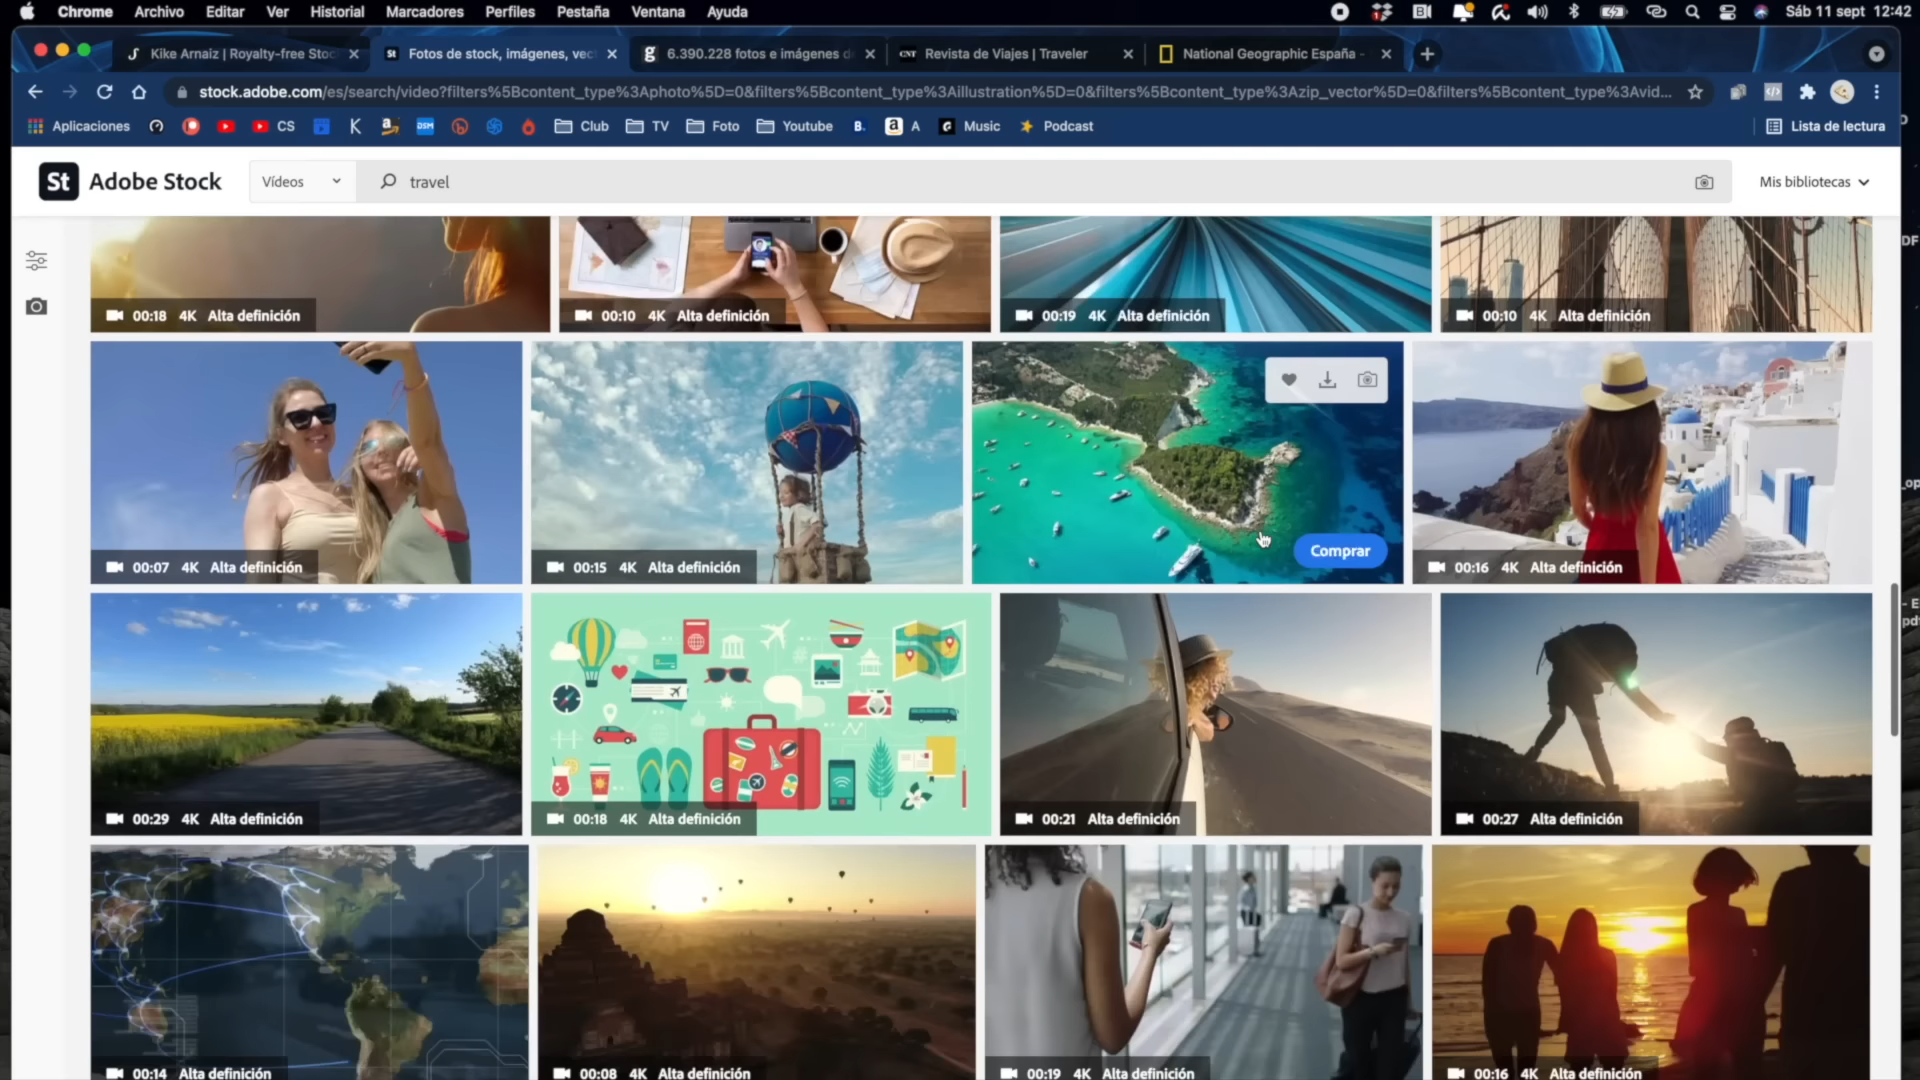 Chrome Archivo Editar Ver Historial Marcadores Perfiles Pestaña Ventana Ayuda
Sáb 11 sept 12:42
Kike Arnaiz | Royalty-free Stoc
St Fotos de stock, imágenes, vect
g 6.390.228 fotos e imágenes d
CNT Revista de Viajes | Traveler
National Geographic España -
stock.adobe.com/es/search/video?filters%5Bcontent_type%3Aphoto%5D=0&filters%5Bcontent_type%3Aillustration%5D=0&filters%5Bcontent_type%3Azip_vector%5D=0&filters%5Bcontent_type%3Avid...
Aplicaciones CS K a DSM Club TV Foto Youtube B. a A Music Podcast Lista de lectura
St Adobe Stock Vídeos travel Mis bibliotecas
00:18 4K Alta definición
00:10 4K Alta definición
00:19 4K Alta definición
00:10 4K Alta definición
DF
00:07 4K Alta definición
00:15 4K Alta definición
Comprar
00:16 4K Alta definición
_op
00:29 4K Alta definición
00:18 4K Alta definición
00:21 Alta definición
00:27 Alta definición
- E
pdf
00:14 Alta definición
00:08 4K Alta definición
00:19 4K Alta definición
00:16 4K Alta definición